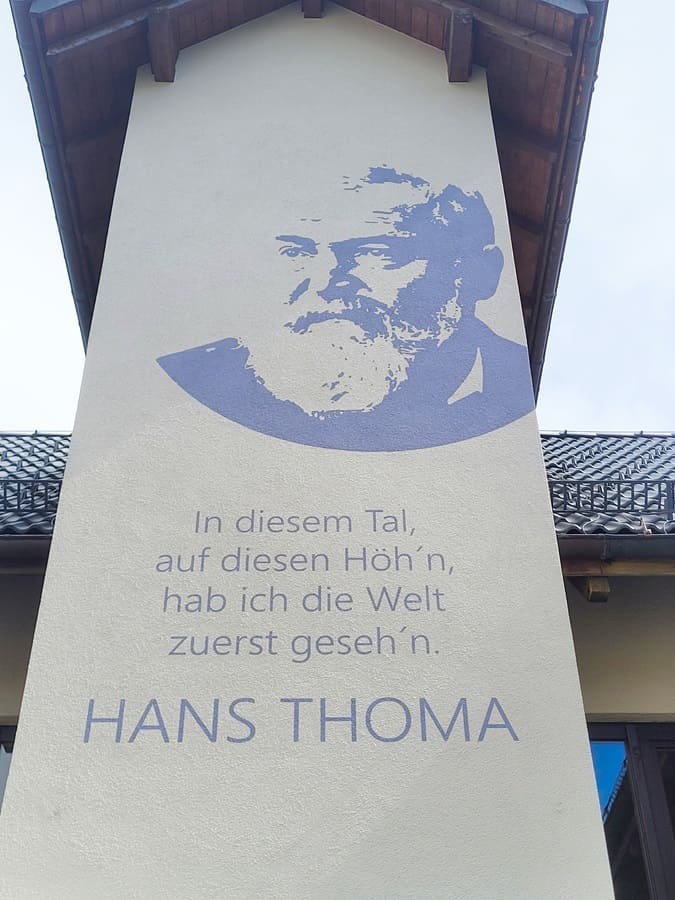 In diesem Tal,
auf diesen Höh´n,
hab ich die Welt
zuerst geseh´n.
HANS THOMA